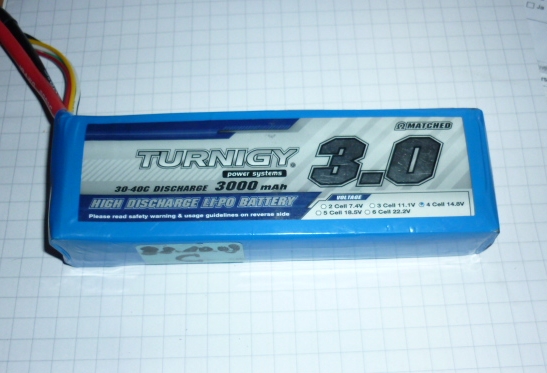 MATCHED
TURNIGY®
power systems
3.0
30-40C DISCHARGE 3000 mAh
HIGH DISCHARGE LI-PO BATTERY
Please read safety warning & usage guidelines on reverse side
VOLTAGE
2 Cell 7.4V 3 Cell 11.1V 4 Cell 14.8V
5 Cell 18.5V 6 Cell 22.2V